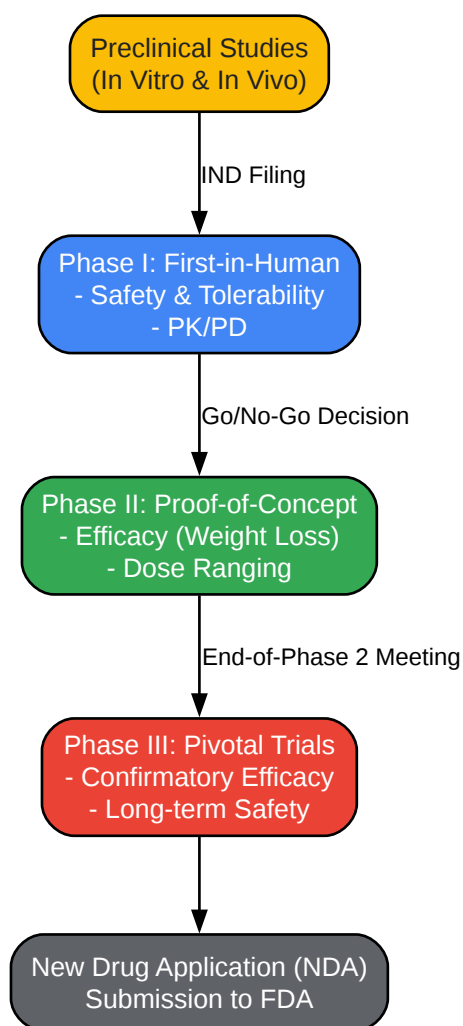 Preclinical Studies
(In Vitro & In Vivo)
IND Filing
Phase I: First-in-Human
- Safety & Tolerability
- PK/PD
Go/No-Go Decision
Phase II: Proof-of-Concept
- Efficacy (Weight Loss)
- Dose Ranging
End-of-Phase 2 Meeting
Phase III: Pivotal Trials
- Confirmatory Efficacy
- Long-term Safety
New Drug Application (NDA)
Submission to FDA